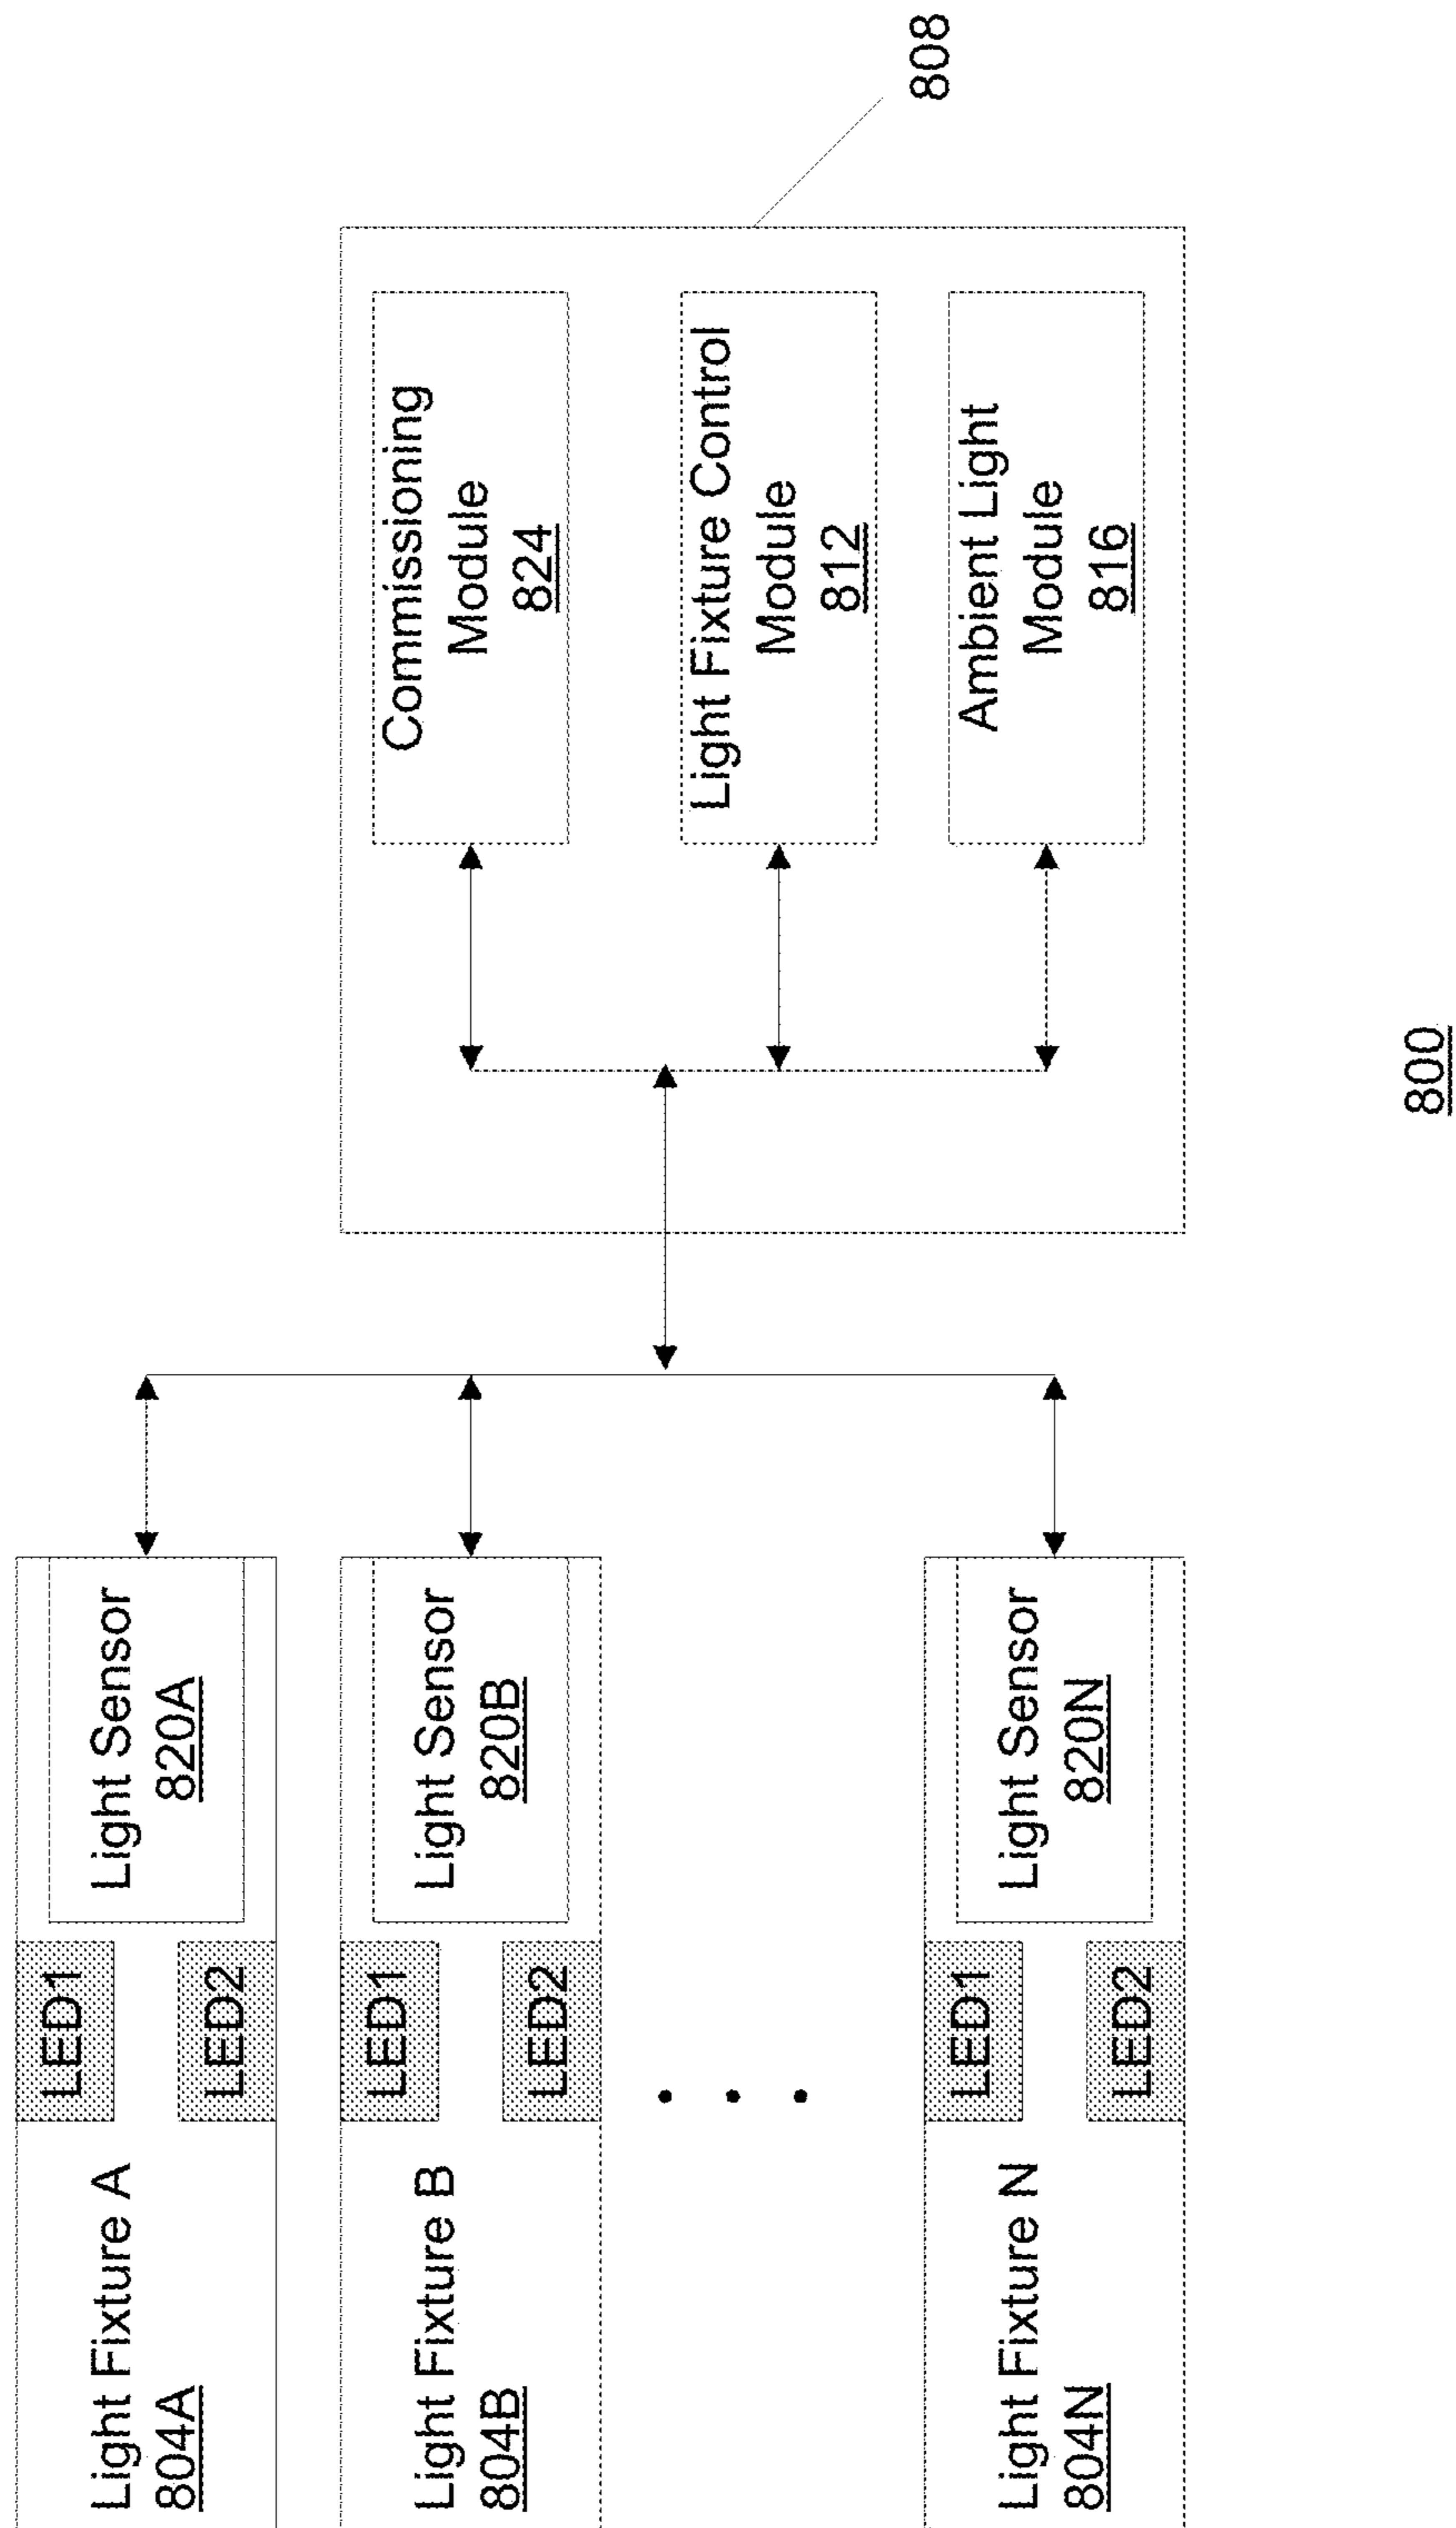 Light Fixture A
804A
LED1
LED2
Light Sensor
820A
Light Fixture B
804B
LED1
LED2
Light Sensor
820B
Light Fixture N
804N
LED1
LED2
Light Sensor
820N
Commissioning
Module
824
Light Fixture Control
Module
812
Ambient Light
Module
816
808
800